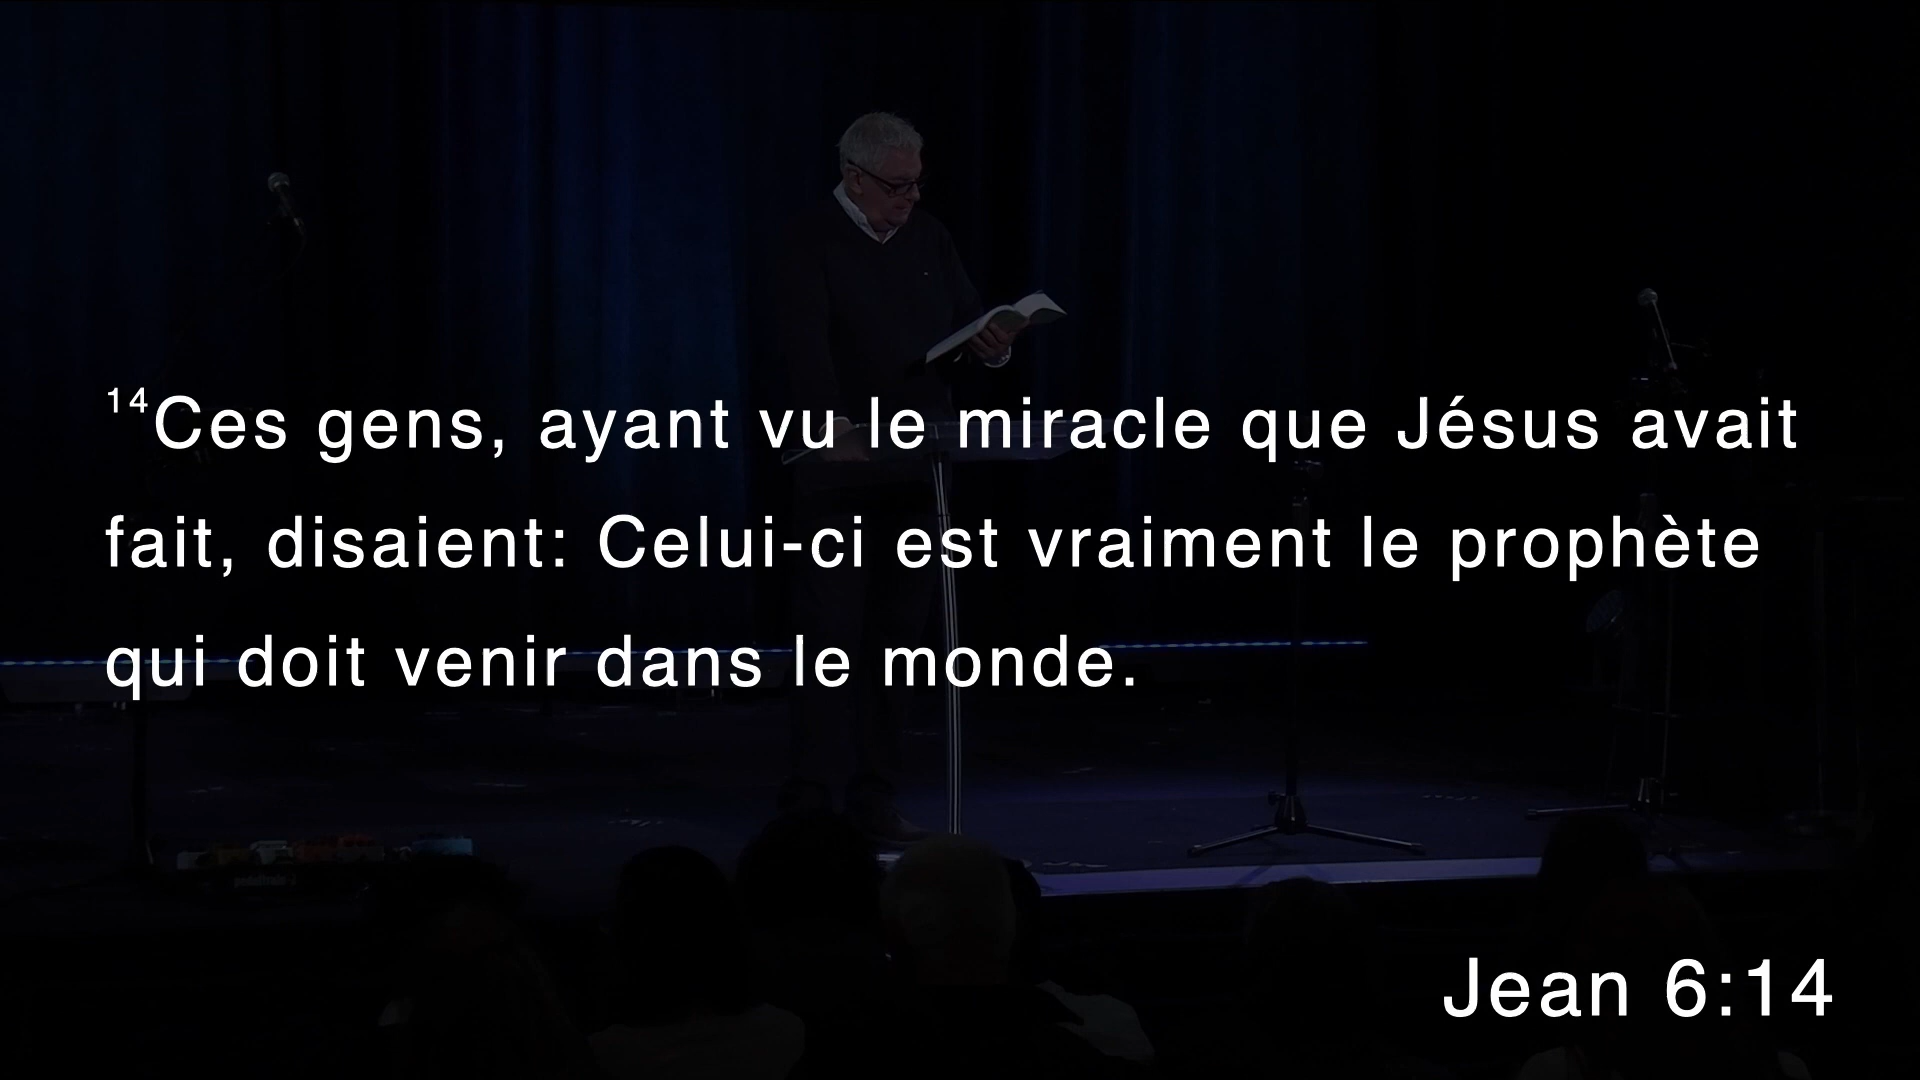 14Ces gens, ayant vu le miracle que Jésus avait
fait, disaient: Celui-ci est vraiment le prophète
qui doit venir dans le monde.
Jean 6:14